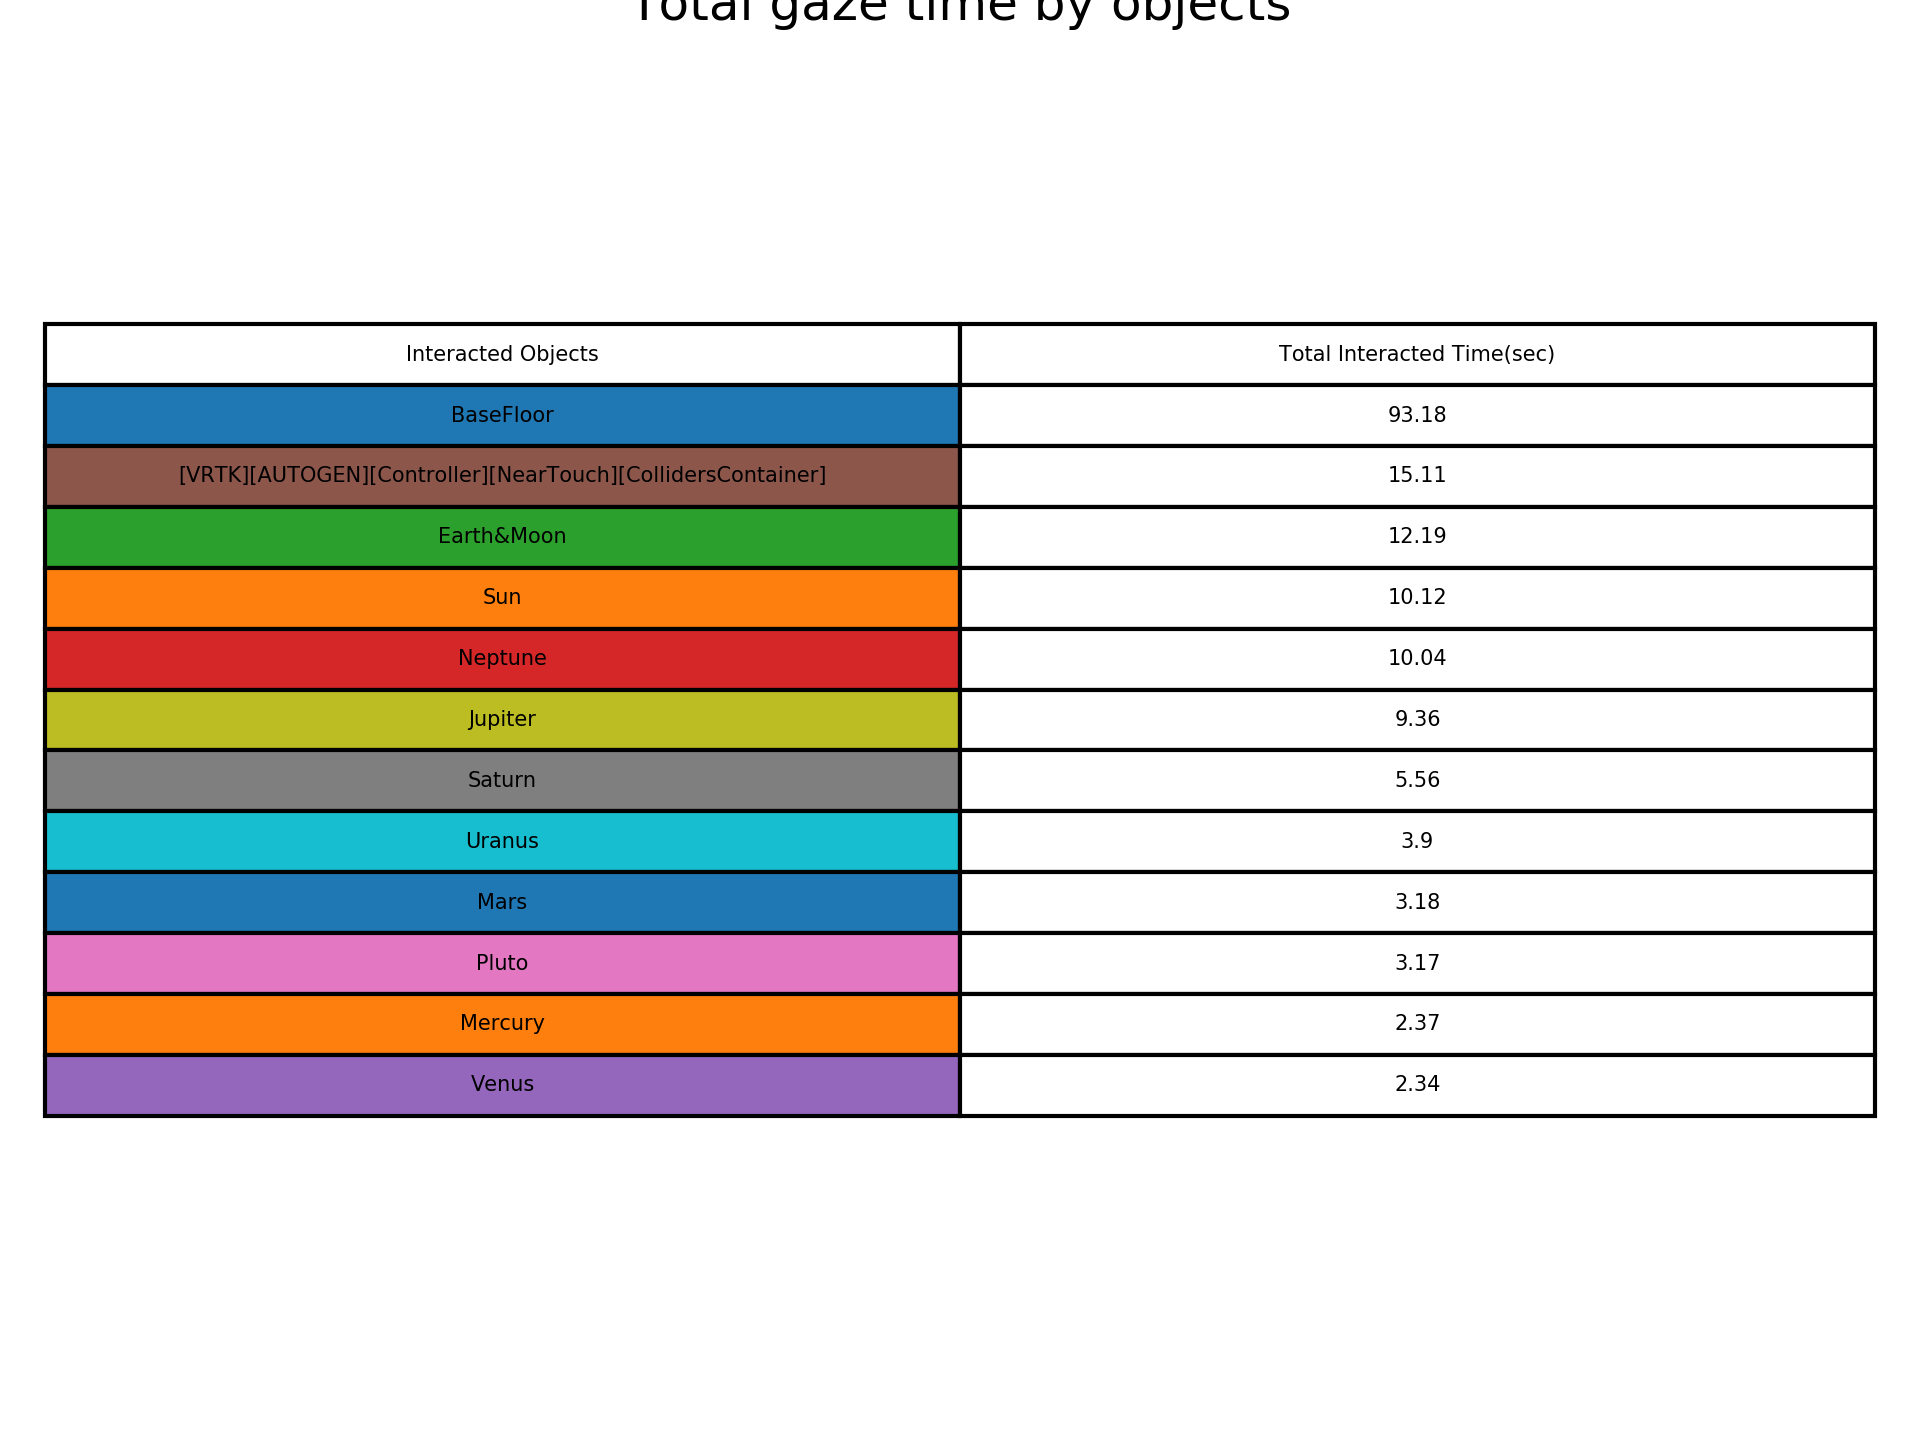 Total gaze time by objects
Interacted Objects Total Interacted Time(sec)
BaseFloor 93.18
[VRTK][AUTOGEN][Controller][NearTouch][CollidersContainer] 15.11
Earth&Moon 12.19
Sun 10.12
Neptune 10.04
Jupiter 9.36
Saturn 5.56
Uranus 3.9
Mars 3.18
Pluto 3.17
Mercury 2.37
Venus 2.34